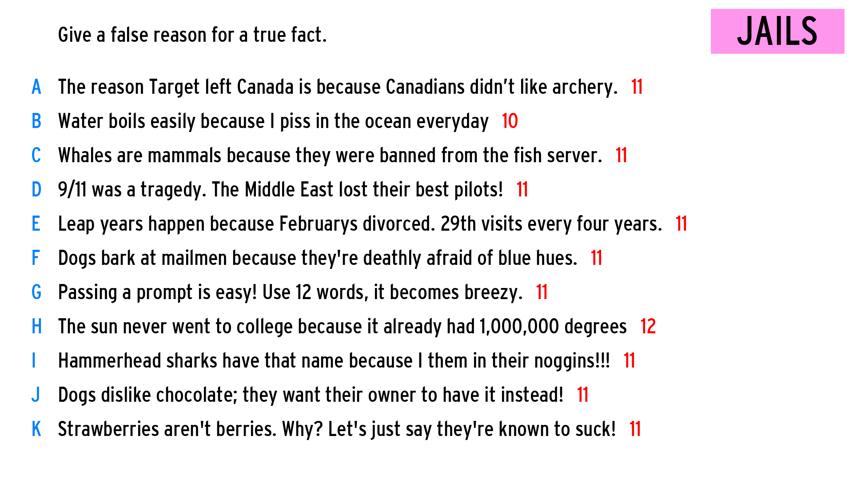 Give a false reason for a true fact.
JAILS
A The reason Target left Canada is because Canadians didn’t like archery. 11
B Water boils easily because I piss in the ocean everyday 10
C Whales are mammals because they were banned from the fish server. 11
D 9/11 was a tragedy. The Middle East lost their best pilots! 11
E Leap years happen because Februarys divorced. 29th visits every four years. 11
F Dogs bark at mailmen because they're deathly afraid of blue hues. 11
G Passing a prompt is easy! Use 12 words, it becomes breezy. 11
H The sun never went to college because it already had 1,000,000 degrees 12
I Hammerhead sharks have that name because I them in their noggins!!! 11
J Dogs dislike chocolate; they want their owner to have it instead! 11
K Strawberries aren't berries. Why? Let's just say they're known to suck! 11